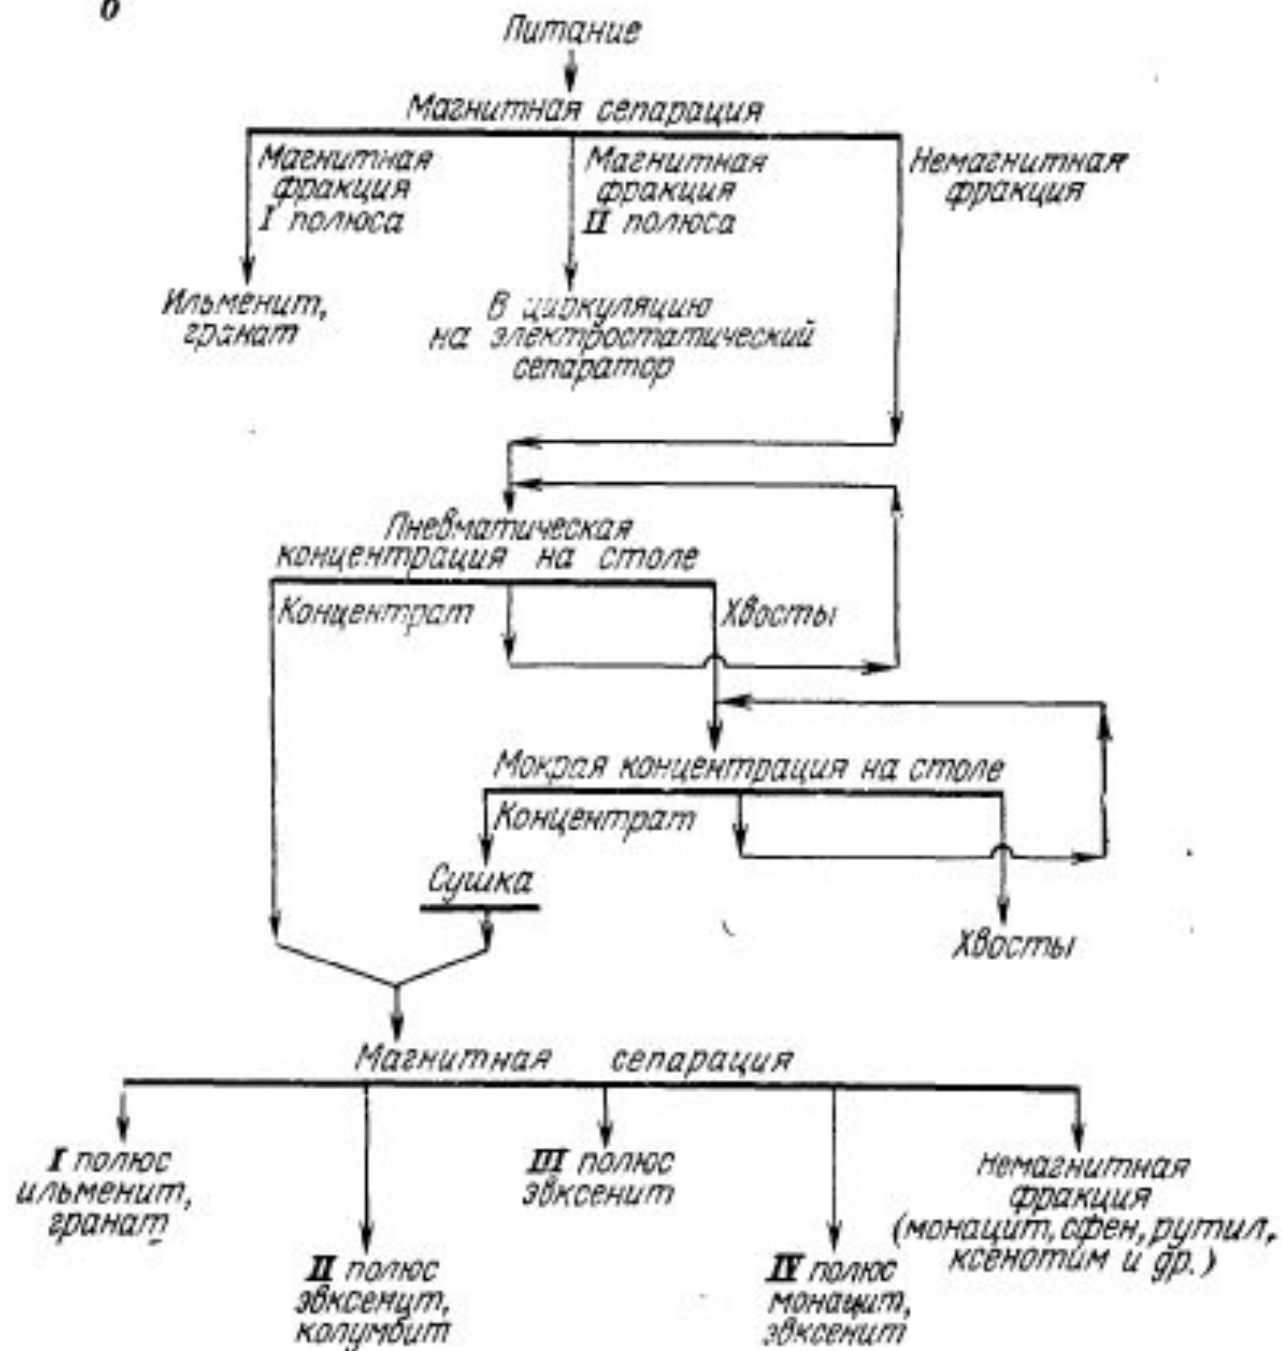 б
Питание
Магнитная сепарация
Магнитная
фракция
I полюса
Магнитная
фракция
II полюса
Немагнитная
фракция
Ильменит,
гранат
В циркуляцию
на электростатический
сепаратор
Пневматическая
концентрация на столе
Концентрат
Хвосты
Мокрая концентрация на столе
Концентрат
Сушка
Хвосты
Магнитная сепарация
I полюс
ильменит,
гранат
II полюс
эвксенит,
колумбит
III полюс
эвксенит
IV полюс
монацит,
эвксенит
Немагнитная
фракция
(монацит, сфен, рутил,
ксенотим и др.)